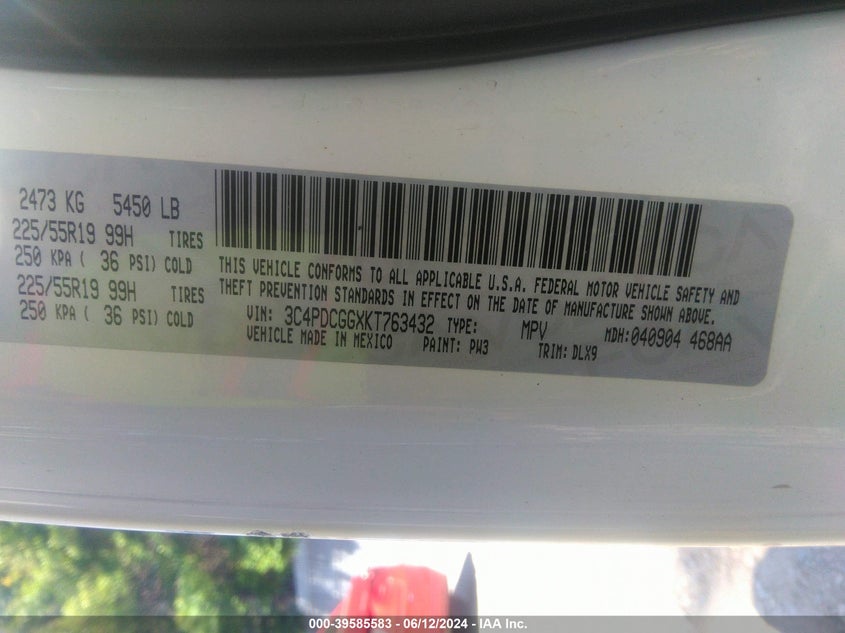 2473 KG 5450 LB
225/55R19 99H TIRES
250 KPA ( 36 PSI) COLD
225/55R19 99H TIRES
250 KPA ( 36 PSI) COLD
THIS VEHICLE CONFORMS TO ALL APPLICABLE U.S.A. FEDERAL MOTOR VEHICLE SAFETY AND
THEFT PREVENTION STANDARDS IN EFFECT ON THE DATE OF MANUFACTURE SHOWN ABOVE.
VIN: 3C4PDCGGXKT763432 TYPE: MPV MDH:040904 468AA
VEHICLE MADE IN MEXICO PAINT: PW3 TRIM: DLX9
000-39585583 - 06/12/2024 - IAA Inc.